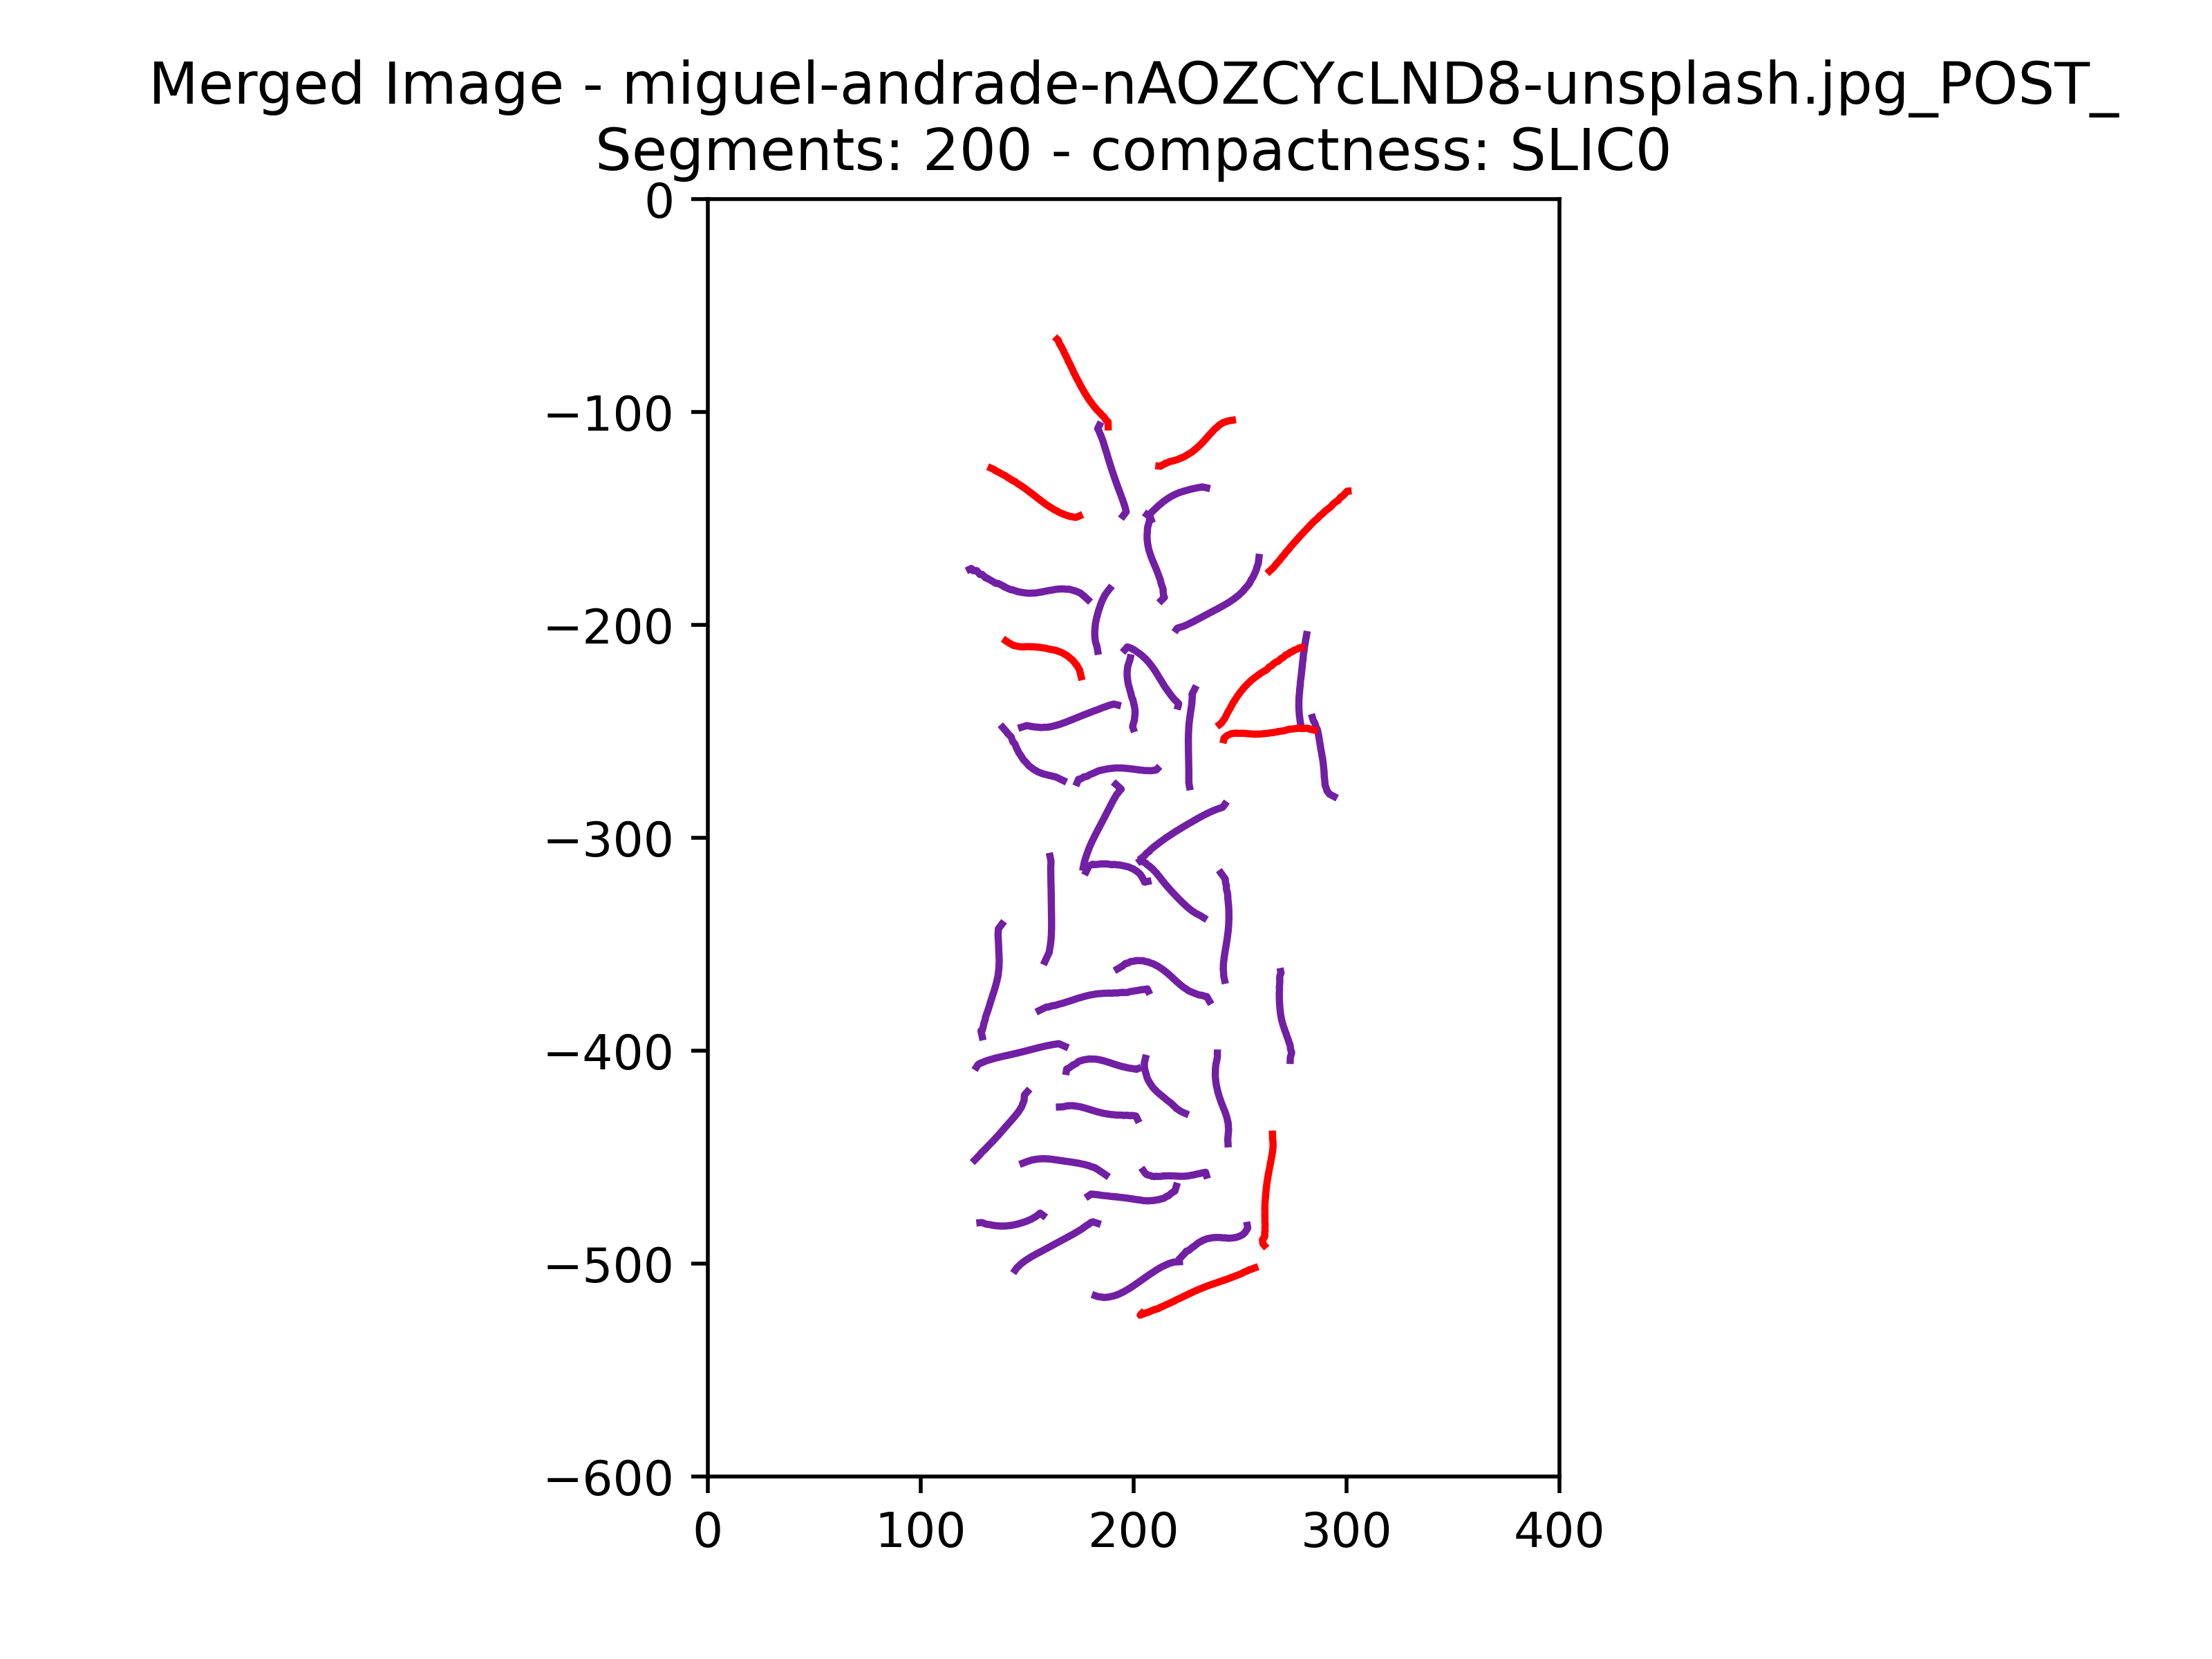 Merged Image - miguel-andrade-nAOZCYcLND8-unsplash.jpg_POST_
Segments: 200 - compactness: SLIC0
0
−100
−200
−300
−400
−500
−600
0 100 200 300 400